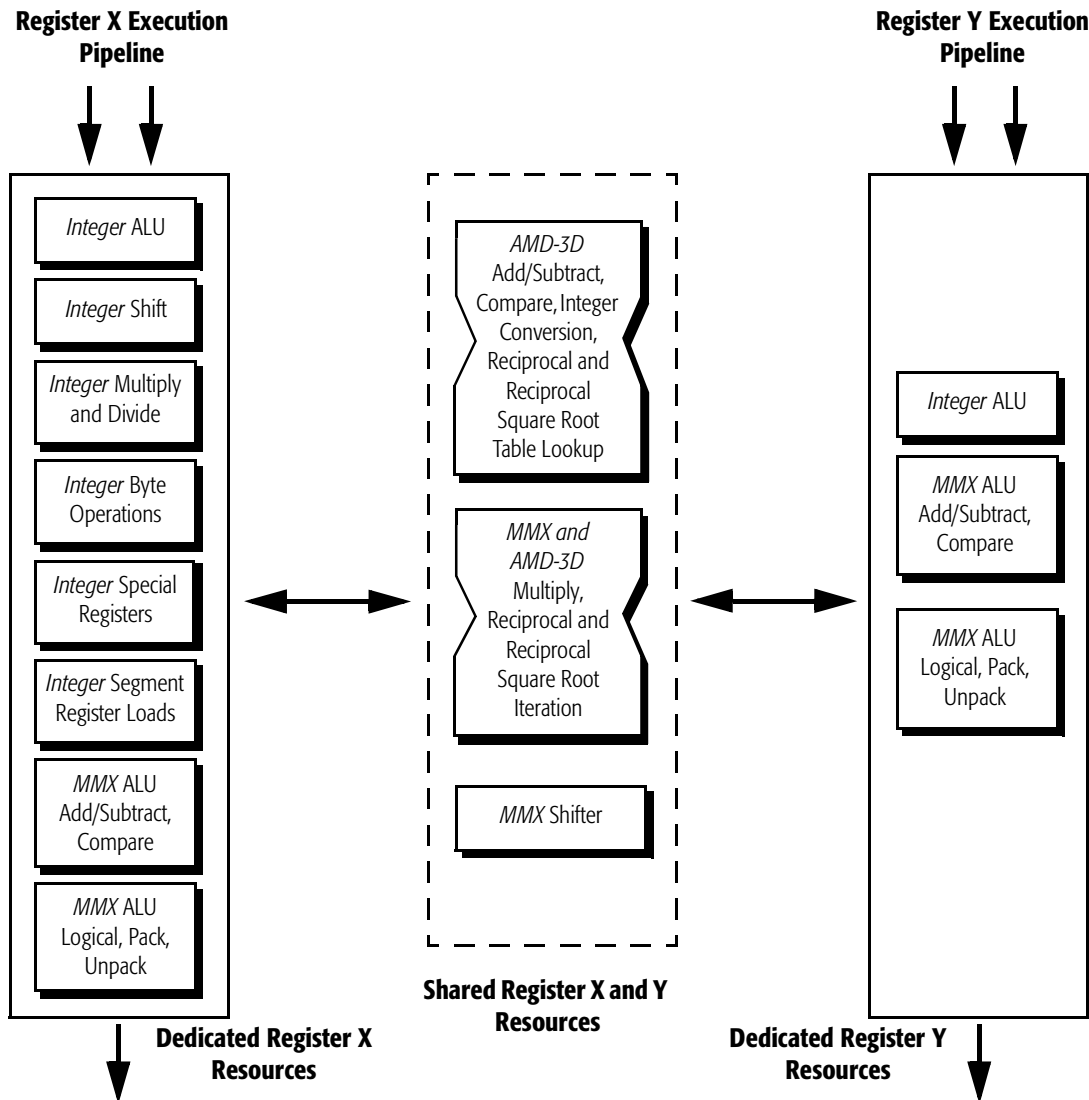 Register X Execution
Pipeline
Register Y Execution
Pipeline
Integer ALU
Integer Shift
Integer Multiply
and Divide
Integer Byte
Operations
Integer Special
Registers
Integer Segment
Register Loads
MMX ALU
Add/Subtract,
Compare
MMX ALU
Logical, Pack,
Unpack
AMD-3D
Add/Subtract,
Compare, Integer
Conversion,
Reciprocal and
Reciprocal
Square Root
Table Lookup
MMX and
AMD-3D
Multiply,
Reciprocal and
Reciprocal
Square Root
Iteration
MMX Shifter
Integer ALU
MMX ALU
Add/Subtract,
Compare
MMX ALU
Logical, Pack,
Unpack
Shared Register X and Y
Resources
Dedicated Register X
Resources
Dedicated Register Y
Resources